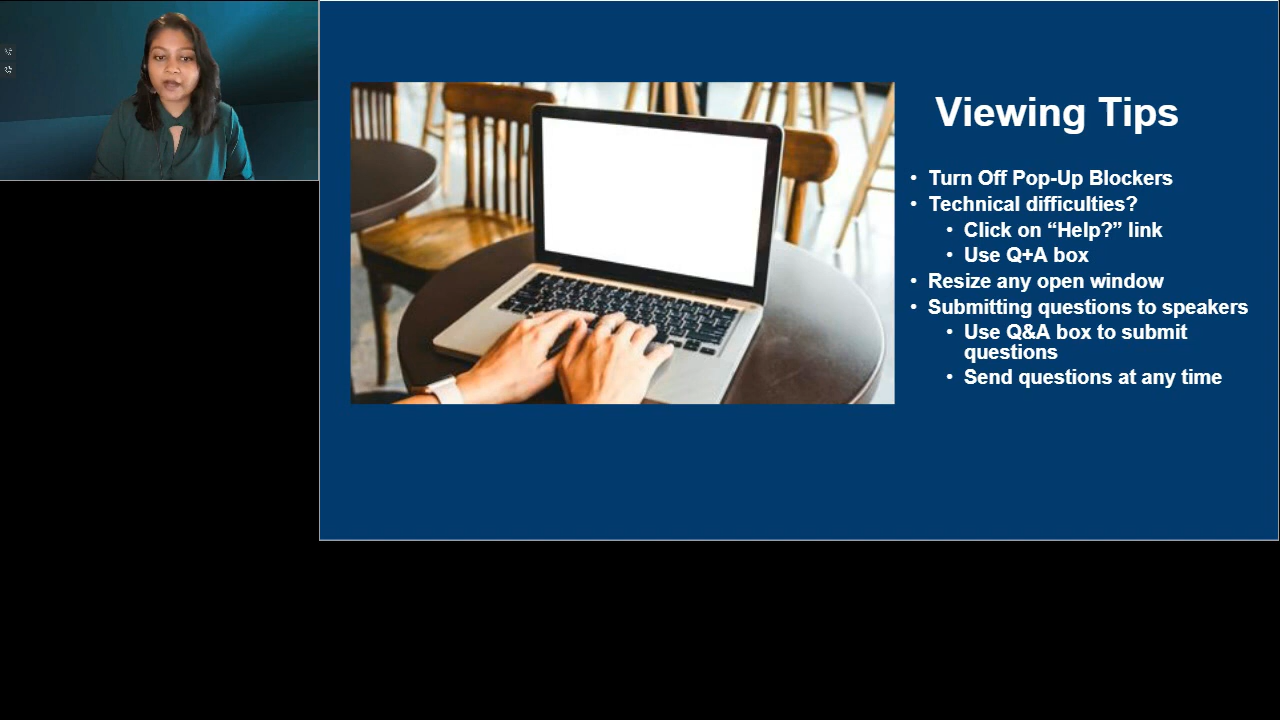 Viewing Tips
• Turn Off Pop-Up Blockers
• Technical difficulties?
• Click on “Help?” link
• Use Q+A box
• Resize any open window
• Submitting questions to speakers
• Use Q&A box to submit
questions
• Send questions at any time